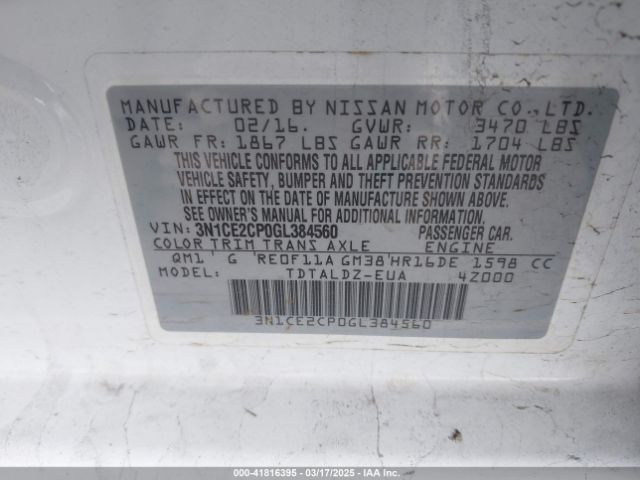 MANUFACTURED BY NISSAN MOTOR CO., LTD.
DATE: 02/16. GVWR: 3470 LBS
GAWR FR: 1867 LBS GAWR RR: 1704 LBS
THIS VEHICLE CONFORMS TO ALL APPLICABLE FEDERAL MOTOR
VEHICLE SAFETY, BUMPER AND THEFT PREVENTION STANDARDS
IN EFFECT ON THE DATE OF MANUFACTURE SHOWN ABOVE.
SEE OWNER'S MANUAL FOR ADDITIONAL INFORMATION.
VIN: 3N1CE2CP0GL384560 PASSENGER CAR.
COLOR TRIM TRANS AXLE ENGINE
QM1 G RE0F11A GM38 HR16DE 1598 CC
MODEL: TDTALDZ-EUA 4Z000
3N1CE2CP0GL384560
000-41816395 | 03/17/2025 | IAA Inc.